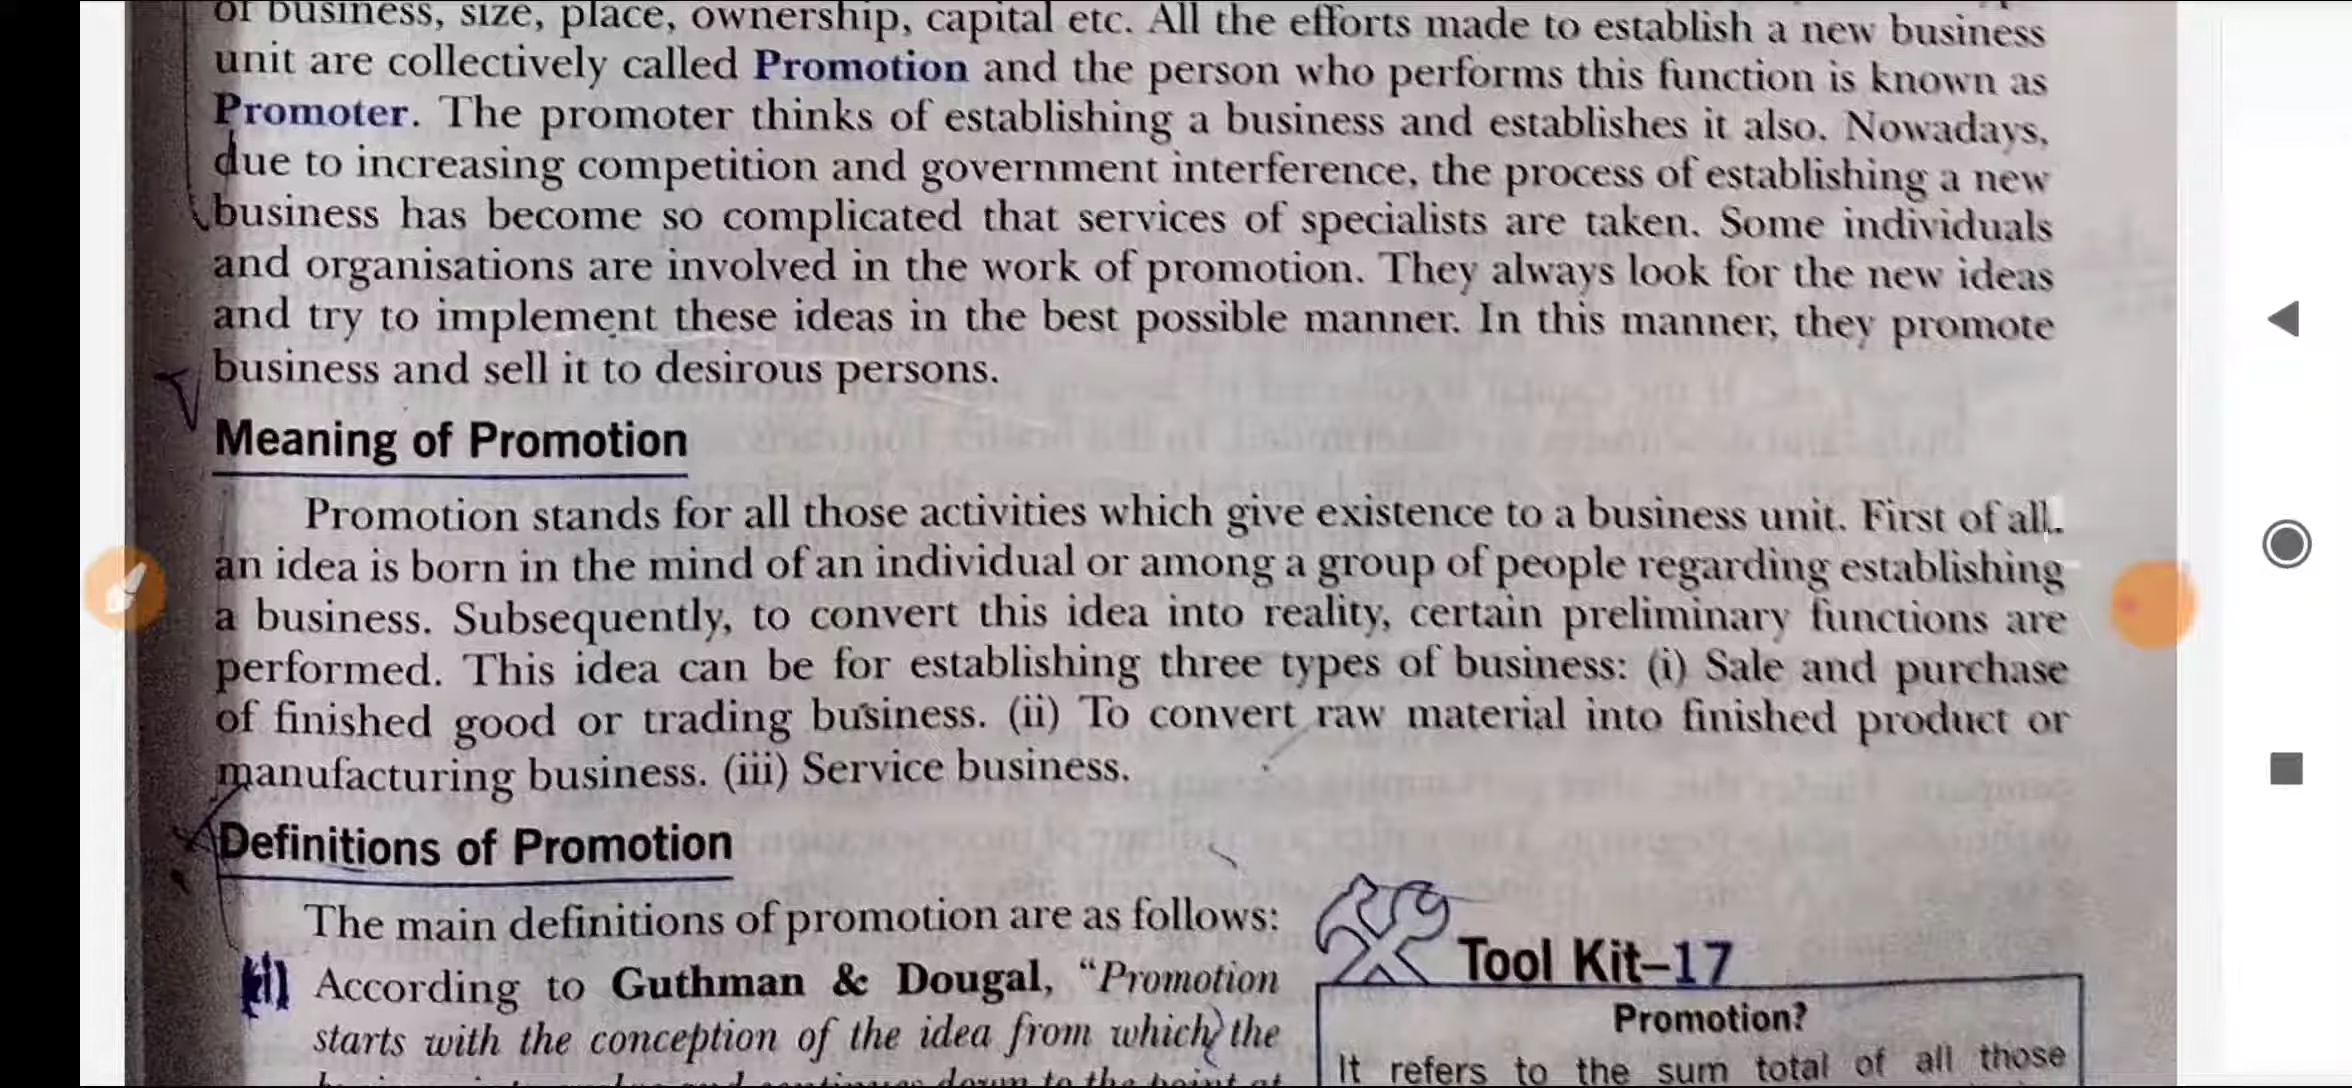 of business, size, place, ownership, capital etc. All the efforts made to establish a new business
unit are collectively called Promotion and the person who performs this function is known as
Promoter. The promoter thinks of establishing a business and establishes it also. Nowadays,
due to increasing competition and government interference, the process of establishing a new
business has become so complicated that services of specialists are taken. Some individuals
and organisations are involved in the work of promotion. They always look for the new ideas
and try to implement these ideas in the best possible manner. In this manner, they promote
business and sell it to desirous persons.
Meaning of Promotion
Promotion stands for all those activities which give existence to a business unit. First of all,
an idea is born in the mind of an individual or among a group of people regarding establishing
a business. Subsequently, to convert this idea into reality, certain preliminary functions are
performed. This idea can be for establishing three types of business: (i) Sale and purchase
of finished good or trading business. (ii) To convert raw material into finished product or
manufacturing business. (iii) Service business.
Definitions of Promotion
The main definitions of promotion are as follows:
According to Guthman & Dougal, “Promotion
starts with the conception of the idea from which the
down to the point at
Tool Kit–17
Promotion?
It refers to the sum total of all those